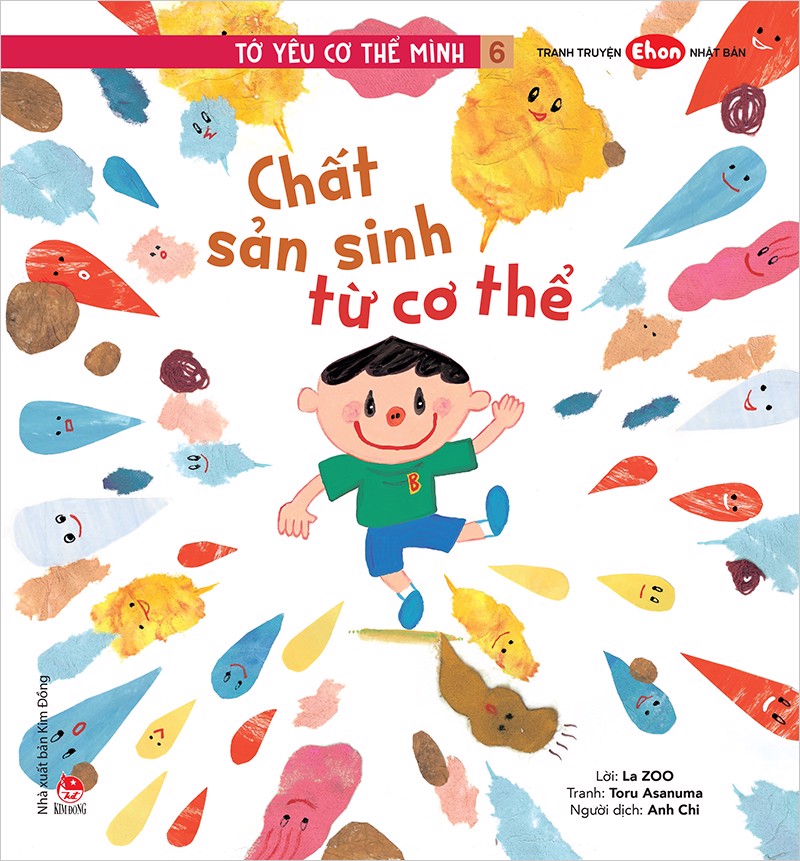 TỚ YÊU CƠ THỂ MÌNH 6
TRANH TRUYỆN Ehon NHẬT BẢN
Chất
sản sinh
từ cơ thể
B
Lời: La ZOO
Tranh: Toru Asanuma
Người dịch: Anh Chi
Nhà xuất bản Kim Đồng
KIM ĐỒNG